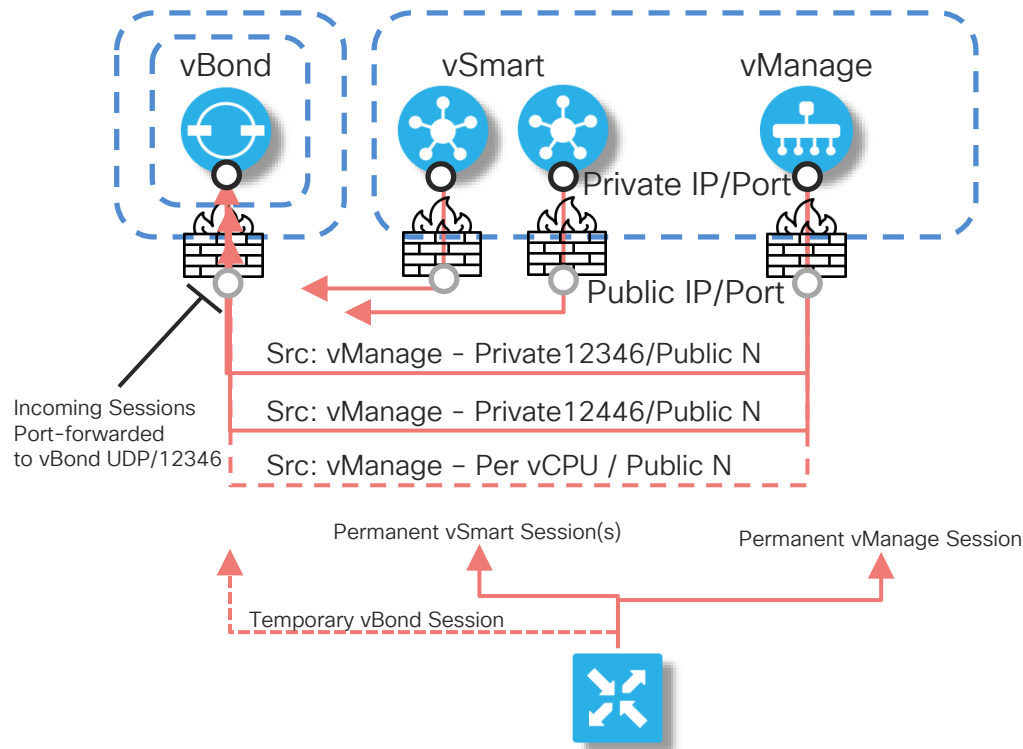 vBond
vSmart
vManage
Private IP/Port
Public IP/Port
Src: vManage - Private12346/Public N
Src: vManage - Private12446/Public N
Src: vManage – Per vCPU / Public N
Incoming Sessions
Port-forwarded
to vBond UDP/12346
Permanent vSmart Session(s)
Permanent vManage Session
Temporary vBond Session